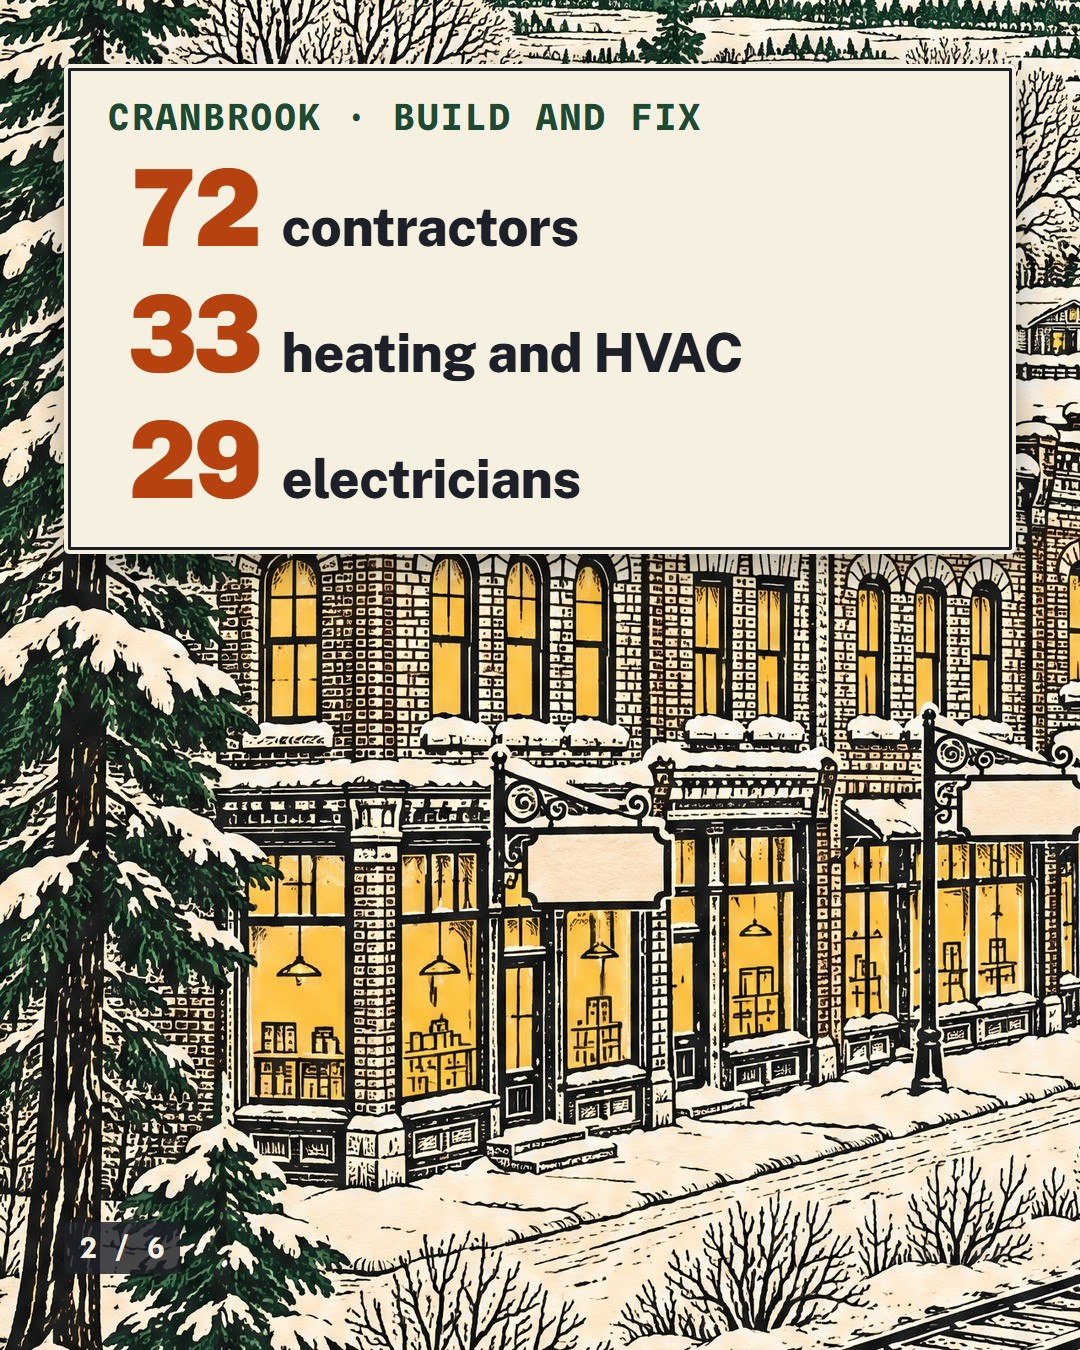 CRANBROOK · BUILD AND FIX
72 contractors
33 heating and HVAC
29 electricians
2 / 6